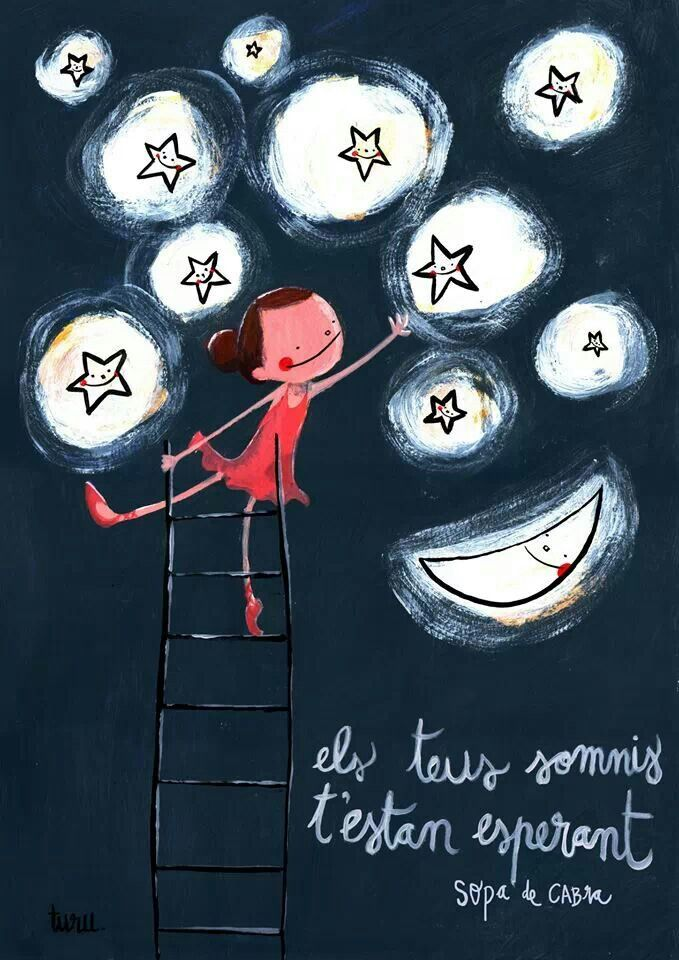 els teus somnis
t'estan esperant
sopa de CABra
turu.